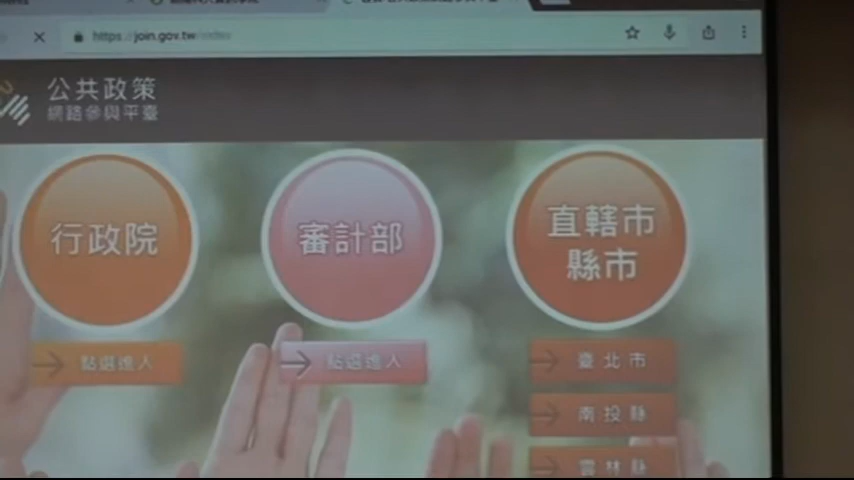 https://join.gov.tw/index
公共政策
網路參與平臺
行政院
審計部
直轄市
縣市
點選進入
點選進入
臺北市
南投縣
雲林縣